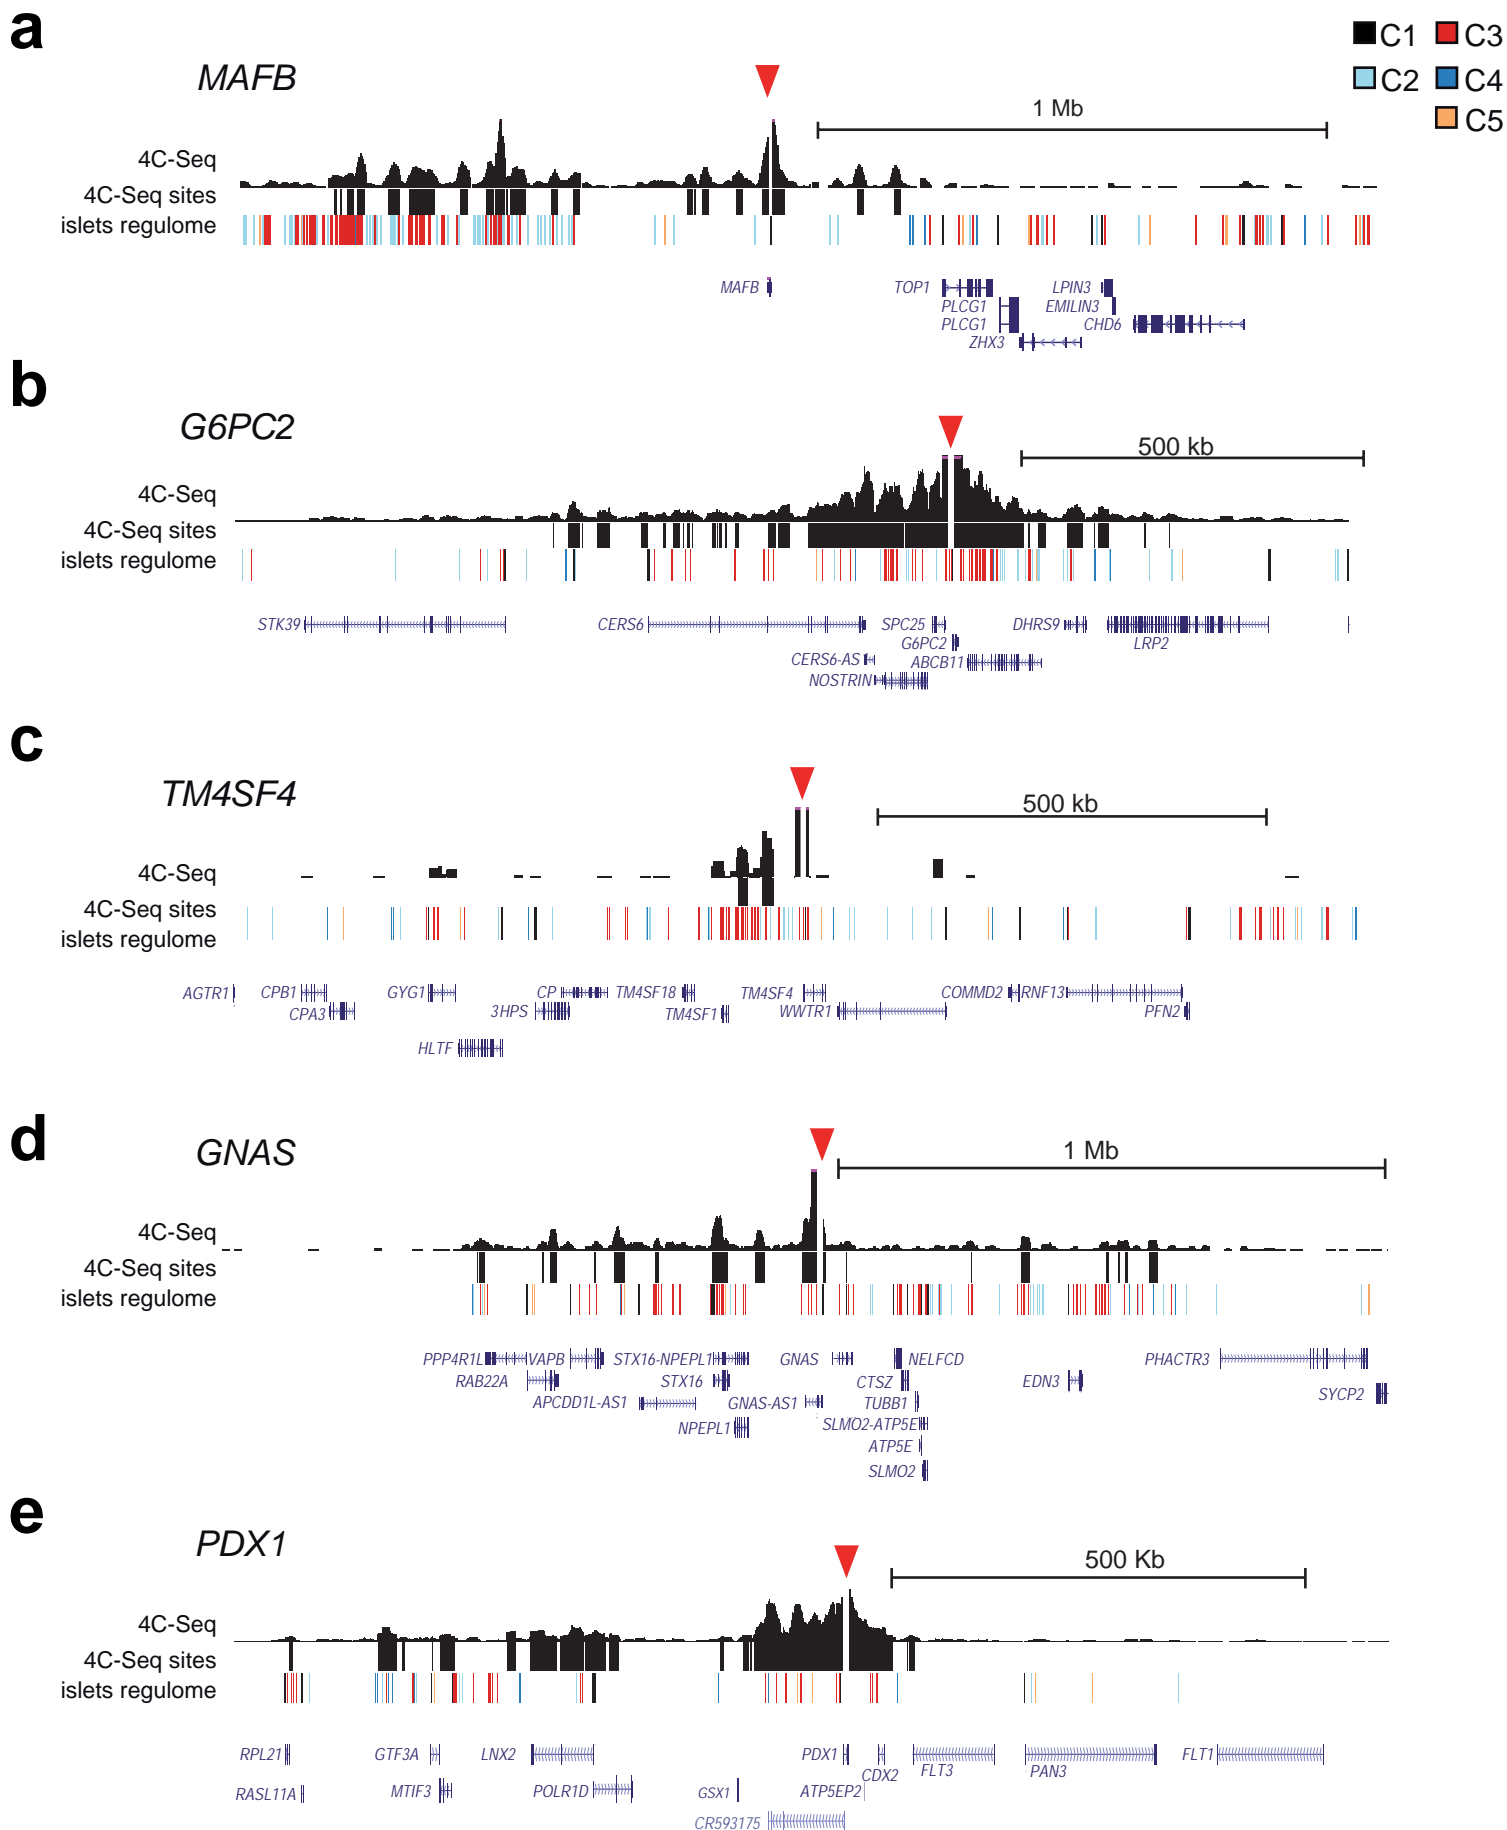 a
MAFB
C1 C3
C2 C4
C5
1 Mb
4C-Seq
4C-Seq sites
islets regulome
MAFB TOP1 LPIN3
PLCG1 EMILIN3
PLCG1 CHD6
ZHX3
b
G6PC2
500 kb
4C-Seq
4C-Seq sites
islets regulome
STK39 CERS6 SPC25 DHRS9
G6PC2 LRP2
CERS6-AS ABCB11
NOSTRIN
c
TM4SF4
500 kb
4C-Seq
4C-Seq sites
islets regulome
AGTR1 CPB1 GYG1 CP TM4SF18 TM4SF4 COMMD2 RNF13
CPA3 3HPS TM4SF1 WWTR1 PFN2
HLTF
d
GNAS
1 Mb
4C-Seq
4C-Seq sites
islets regulome
PPP4R1L VAPB STX16-NPEPL1 GNAS NELFCD PHACTR3
RAB22A STX16 CTSZ EDN3 SYCP2
APCDD1L-AS1 GNAS-AS1 TUBB1
NPEPL1 SLMO2-ATP5E
ATP5E
SLMO2
e
PDX1
500 Kb
4C-Seq
4C-Seq sites
islets regulome
RPL21 GTF3A LNX2 PDX1 FLT1
CDX2 FLT3 PAN3
RASL11A MTIF3 POLR1D GSX1 ATP5EP2
CR593175